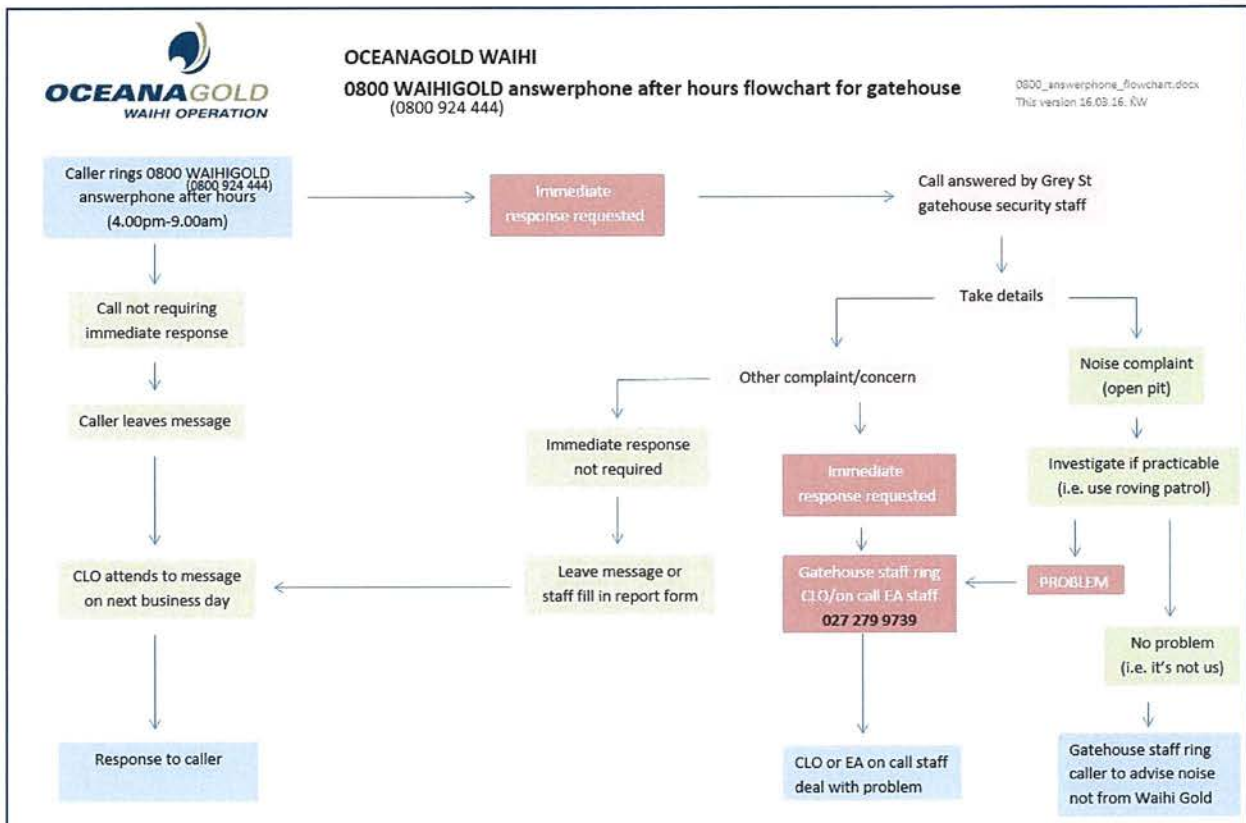 OCEANAGOLD
WAIHI OPERATION
OCEANAGOLD WAIHI
0800 WAIHIGOLD answerphone after hours flowchart for gatehouse
(0800 924 444)
0800_answerphone_flowchart.docx
This version 16.03.16. KW
Caller rings 0800 WAIHIGOLD
(0800 924 444)
answerphone after hours
(4.00pm-9.00am)
Immediate
response requested
Call answered by Grey St
gatehouse security staff
Call not requiring
immediate response
Take details
Caller leaves message
Other complaint/concern
Noise complaint
(open pit)
Immediate response
not required
Immediate
response requested
Investigate if practicable
(i.e. use roving patrol)
CLO attends to message
on next business day
Leave message or
staff fill in report form
Gatehouse staff ring
CLO/on call EA staff
027 279 9739
PROBLEM
No problem
(i.e. it's not us)
Response to caller
CLO or EA on call staff
deal with problem
Gatehouse staff ring
caller to advise noise
not from Waihi Gold